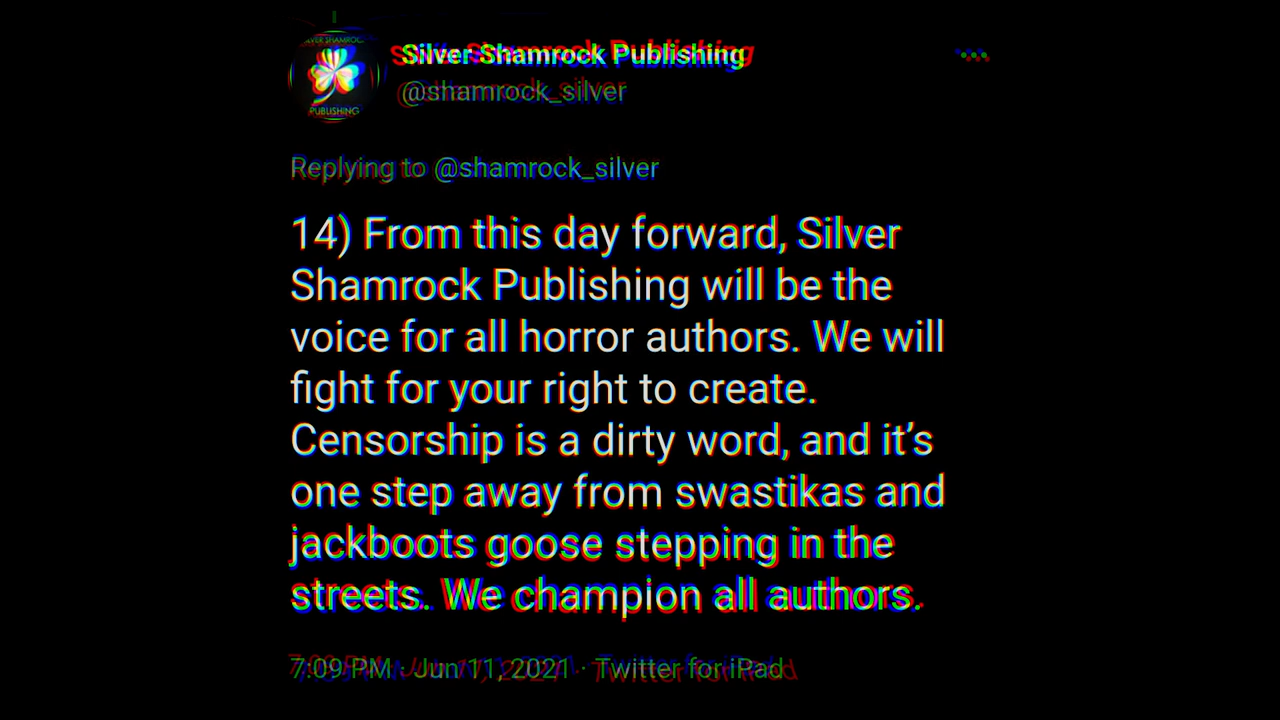 SILVER SHAMROCK
PUBLISHING
Silver Shamrock Publishing
@shamrock_silver
Replying to @shamrock_silver
14) From this day forward, Silver
Shamrock Publishing will be the
voice for all horror authors. We will
fight for your right to create.
Censorship is a dirty word, and it’s
one step away from swastikas and
jackboots goose stepping in the
streets. We champion all authors.
7:09 PM · Jun 11, 2021 · Twitter for iPad